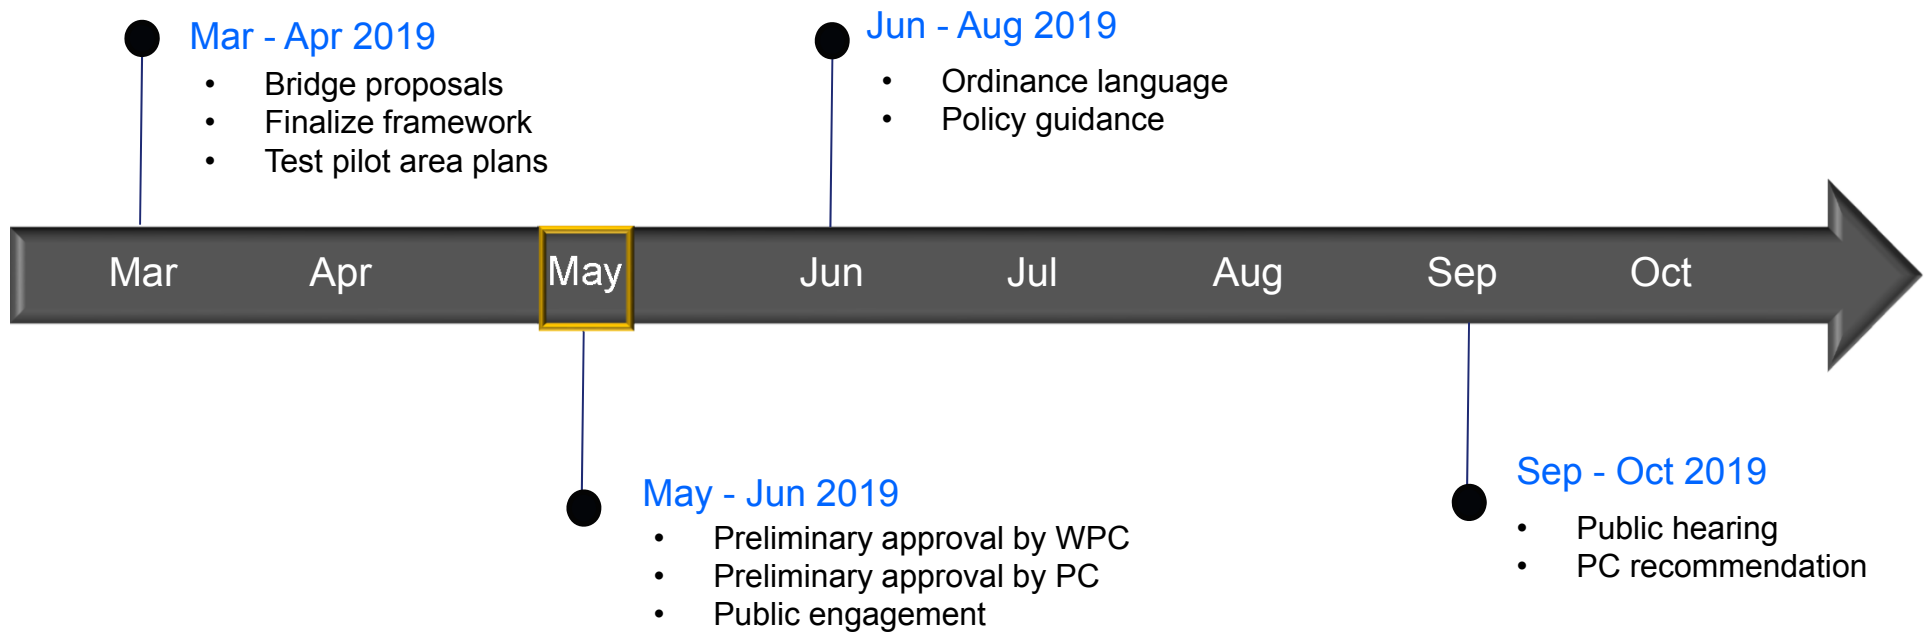 Mar - Apr 2019
• Bridge proposals
• Finalize framework
• Test pilot area plans
Jun - Aug 2019
• Ordinance language
• Policy guidance
Mar Apr May Jun Jul Aug Sep Oct
May - Jun 2019
• Preliminary approval by WPC
• Preliminary approval by PC
• Public engagement
Sep - Oct 2019
• Public hearing
• PC recommendation